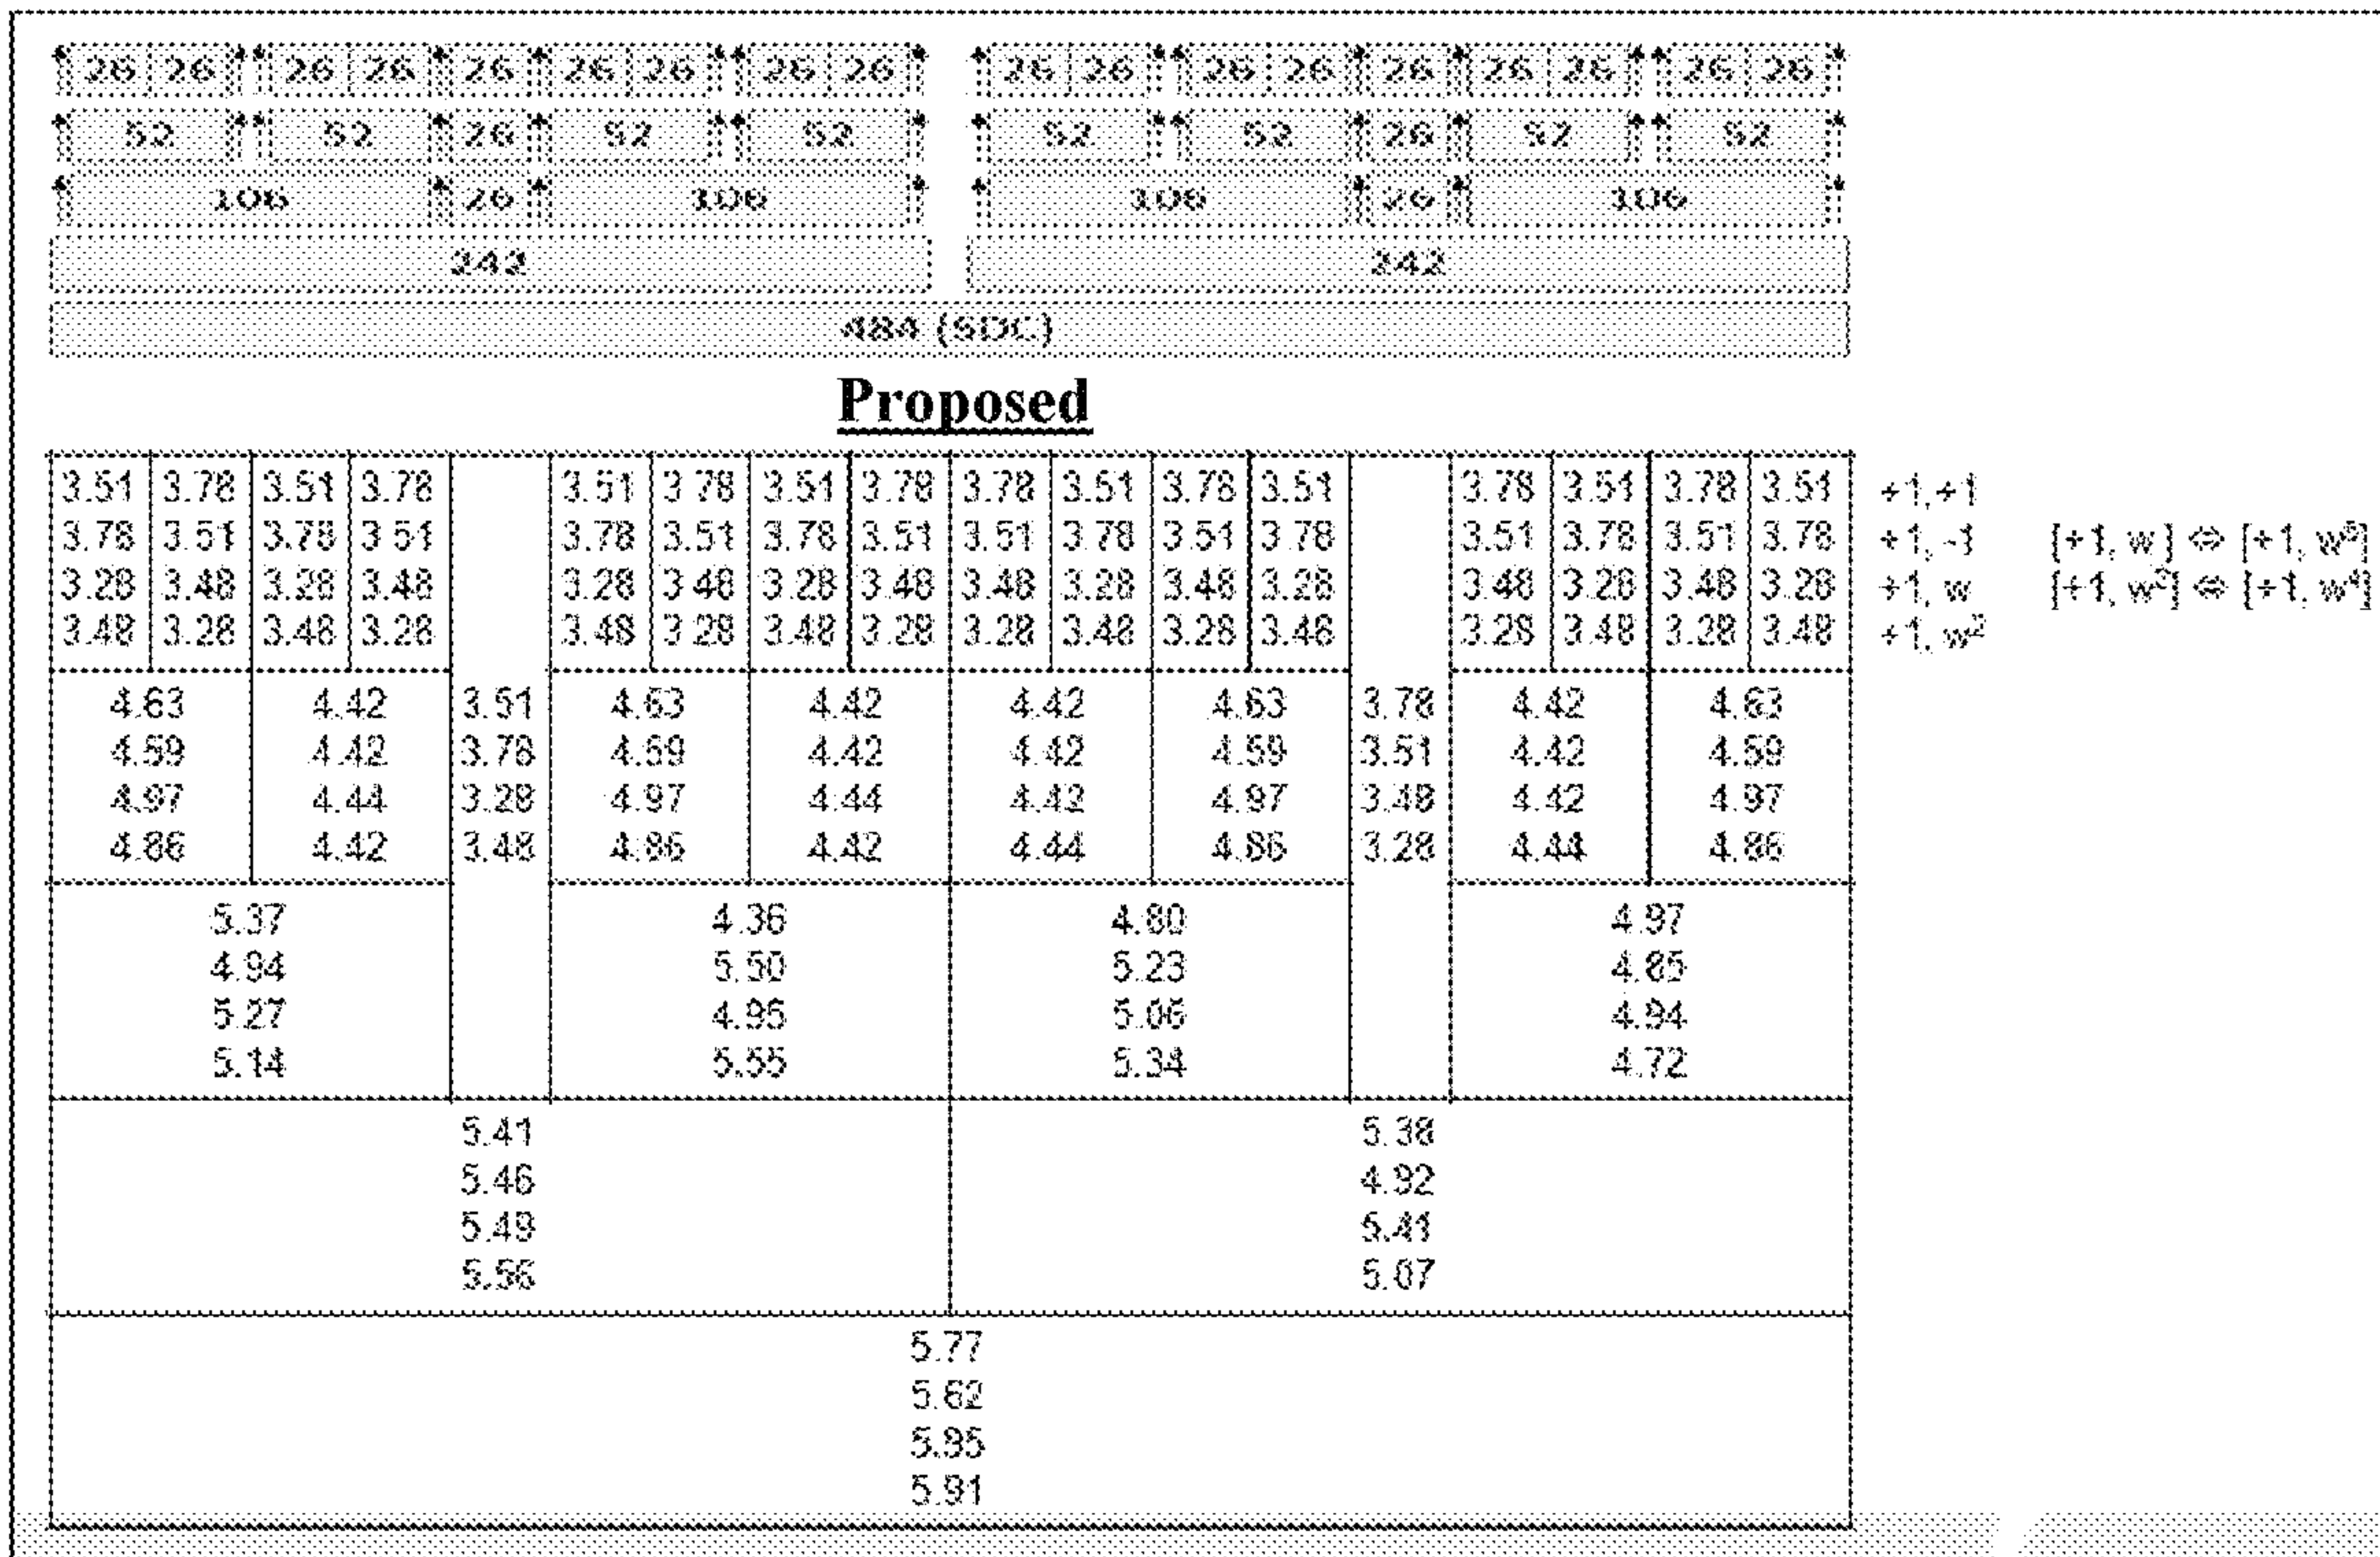 26 26 26 26 26 26 26 26 26 26 26 26 26 26 26 26 26 26
52 52 26 52 52 52 52 26 52 52
106 26 106 106 26 106
242 242
484 (5DC)
Proposed
3.51 3.78 3.51 3.78 3.51 3.78 3.51 3.78 3.78 3.51 3.78 3.51 3.78 3.51 3.78 3.51 +1,+1
3.78 3.51 3.78 3.51 3.78 3.51 3.78 3.51 3.51 3.78 3.51 3.78 3.51 3.78 3.51 3.78 +1,-1 [+1, w] ⇔ [+1, w⁵]
3.28 3.48 3.28 3.48 3.28 3.48 3.28 3.48 3.48 3.28 3.48 3.28 3.48 3.28 3.48 3.28 +1, w [+1, w²] ⇔ [+1, w⁴]
3.48 3.28 3.48 3.28 3.48 3.28 3.48 3.28 3.28 3.48 3.28 3.48 3.28 3.48 3.28 3.48 +1, w²
4.63 4.42 3.51 4.63 4.42 4.42 4.63 3.78 4.42 4.63
4.59 4.42 3.78 4.59 4.42 4.42 4.59 3.51 4.42 4.59
4.97 4.44 3.28 4.97 4.44 4.42 4.97 3.48 4.42 4.97
4.86 4.42 3.48 4.86 4.42 4.44 4.86 3.28 4.44 4.86
5.37 4.36 4.80 4.97
4.94 5.50 5.23 4.85
5.27 4.95 5.06 4.94
5.14 5.55 5.34 4.72
5.41 5.38
5.46 4.92
5.49 5.41
5.56 5.07
5.77
5.62
5.95
5.91